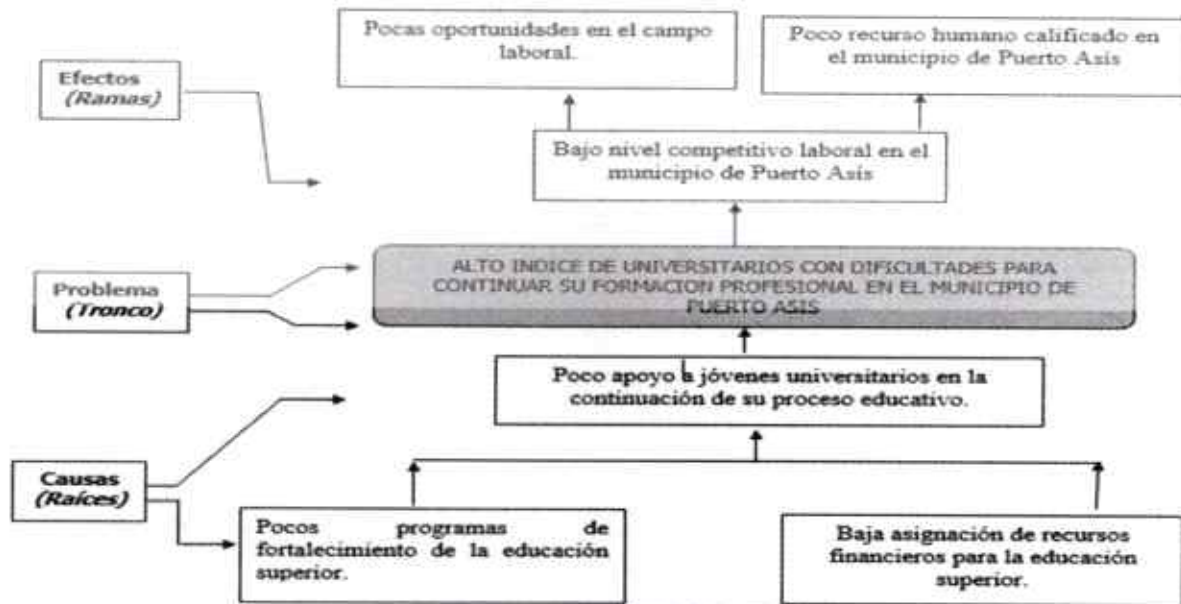 Pocas oportunidades en el campo
laboral.
Poco recurso humano calificado en
el municipio de Puerto Asís
Efectos
(Ramas)
Bajo nivel competitivo laboral en el
municipio de Puerto Asís
ALTO INDICE DE UNIVERSITARIOS CON DIFICULTADES PARA
CONTINUAR SU FORMACION PROFESIONAL EN EL MUNICIPIO DE
PUERTO ASIS
Problema
(Tronco)
Poco apoyo a jóvenes universitarios en la
continuación de su proceso educativo.
Causas
(Raíces)
Pocos programas de
fortalecimiento de la educación
superior.
Baja asignación de recursos
financieros para la educación
superior.